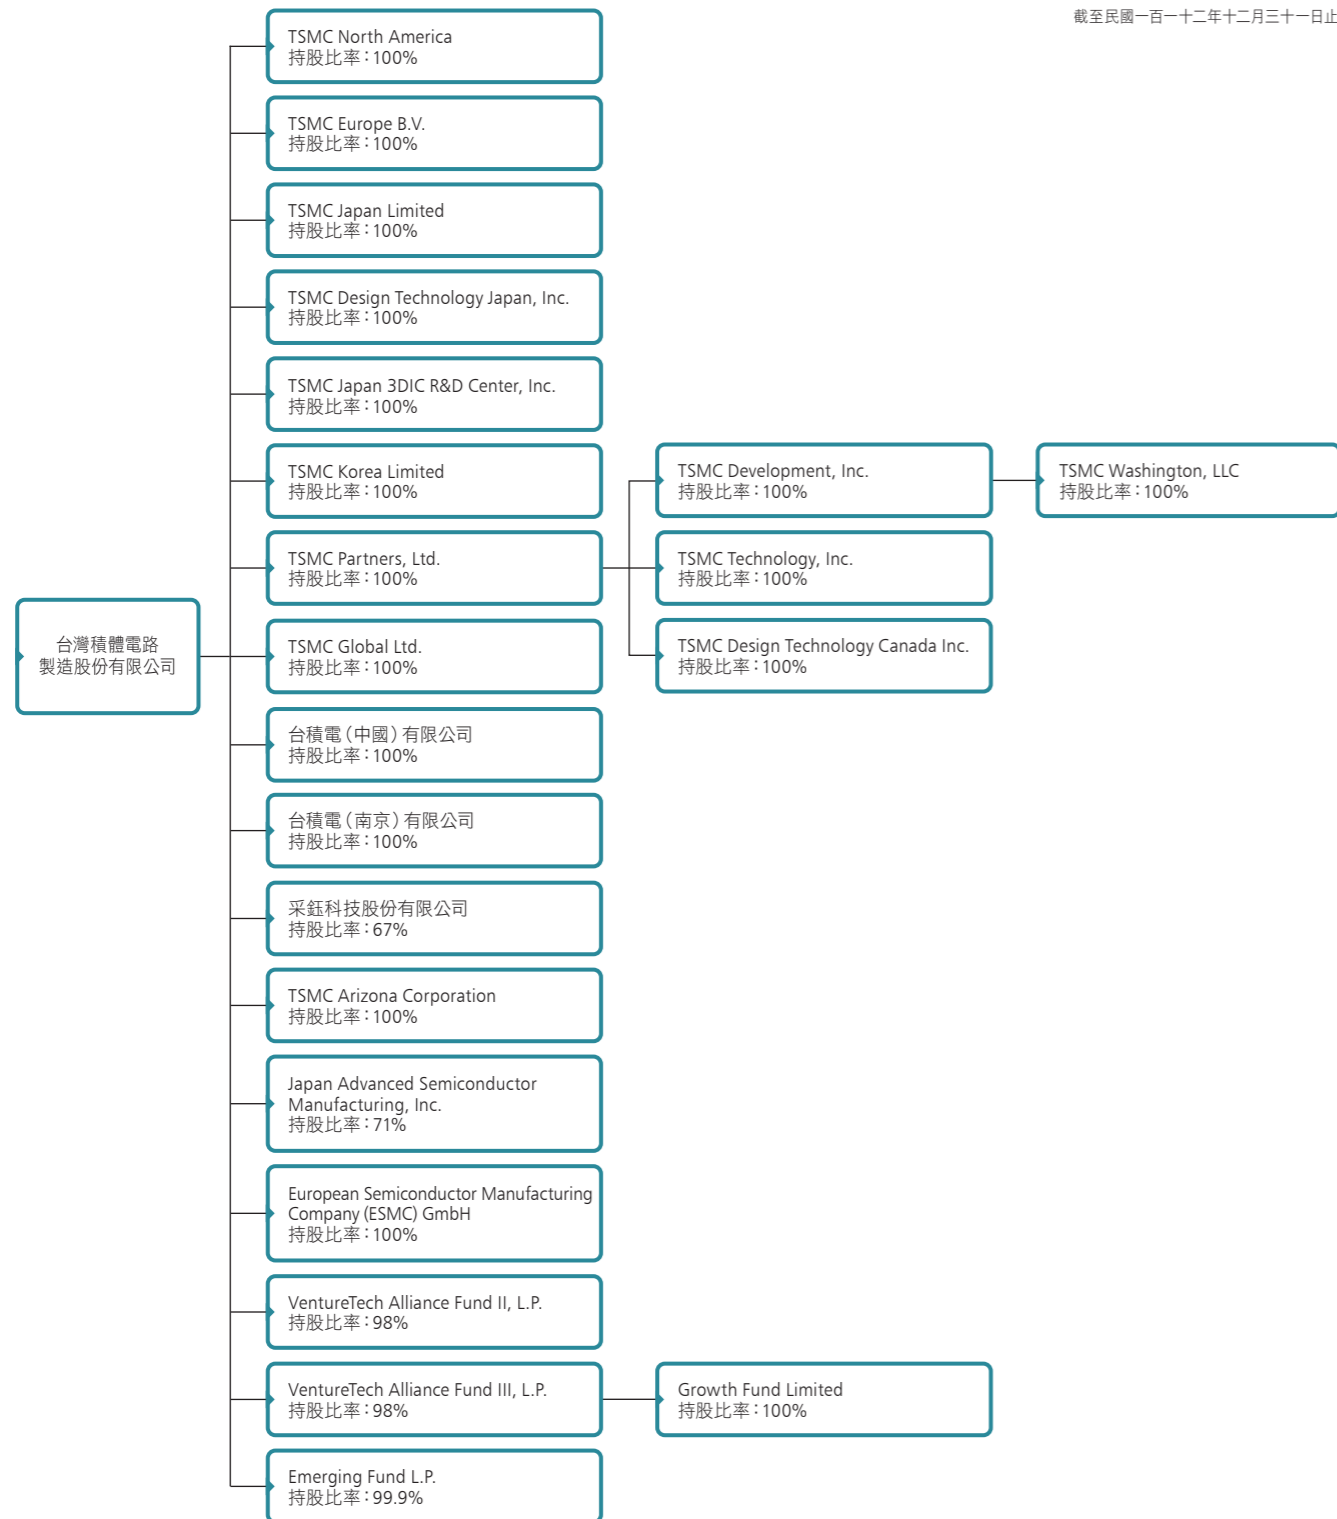 截至民國一百一十二年十二月三十一日止
TSMC North America
持股比率：100%
TSMC Europe B.V.
持股比率：100%
TSMC Japan Limited
持股比率：100%
TSMC Design Technology Japan, Inc.
持股比率：100%
TSMC Japan 3DIC R&D Center, Inc.
持股比率：100%
TSMC Korea Limited
持股比率：100%
TSMC Development, Inc.
持股比率：100%
TSMC Washington, LLC
持股比率：100%
TSMC Partners, Ltd.
持股比率：100%
TSMC Technology, Inc.
持股比率：100%
台灣積體電路
製造股份有限公司
TSMC Global Ltd.
持股比率：100%
TSMC Design Technology Canada Inc.
持股比率：100%
台積電（中國）有限公司
持股比率：100%
台積電（南京）有限公司
持股比率：100%
采鈺科技股份有限公司
持股比率：67%
TSMC Arizona Corporation
持股比率：100%
Japan Advanced Semiconductor
Manufacturing, Inc.
持股比率：71%
European Semiconductor Manufacturing
Company (ESMC) GmbH
持股比率：100%
VentureTech Alliance Fund II, L.P.
持股比率：98%
VentureTech Alliance Fund III, L.P.
持股比率：98%
Growth Fund Limited
持股比率：100%
Emerging Fund L.P.
持股比率：99.9%